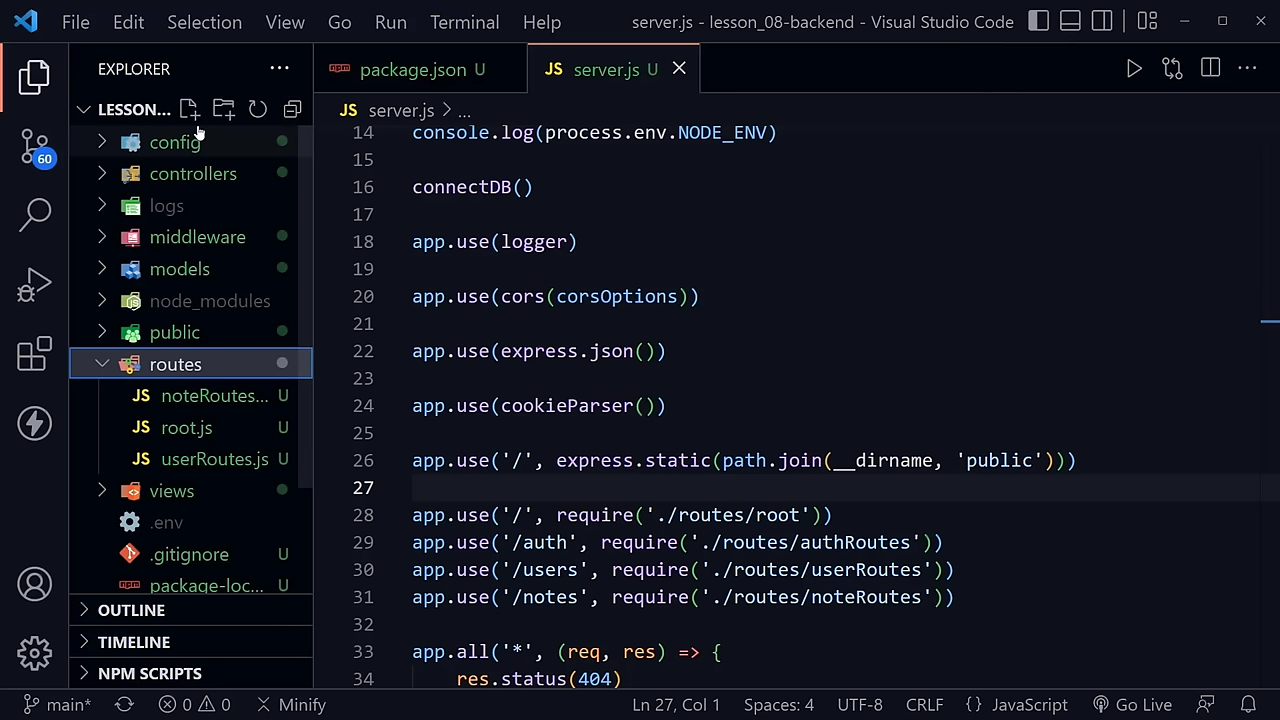 File Edit Selection View Go Run Terminal Help server.js - lesson_08-backend - Visual Studio Code
EXPLORER
package.json U
JS server.js U
LESSON...
JS server.js > ...
60
config
controllers
logs
middleware
models
node_modules
public
routes
JS noteRoutes... U
JS root.js U
JS userRoutes.js U
views
.env
.gitignore U
package-loc... U
OUTLINE
TIMELINE
NPM SCRIPTS
14 console.log(process.env.NODE_ENV)
15
16 connectDB()
17
18 app.use(logger)
19
20 app.use(cors(corsOptions))
21
22 app.use(express.json())
23
24 app.use(cookieParser())
25
26 app.use('/', express.static(path.join(__dirname, 'public')))
27
28 app.use('/', require('./routes/root'))
29 app.use('/auth', require('./routes/authRoutes'))
30 app.use('/users', require('./routes/userRoutes'))
31 app.use('/notes', require('./routes/noteRoutes'))
32
33 app.all('*', (req, res) => {
34 res.status(404)
main* 0 0 Minify Ln 27, Col 1 Spaces: 4 UTF-8 CRLF {} JavaScript Go Live